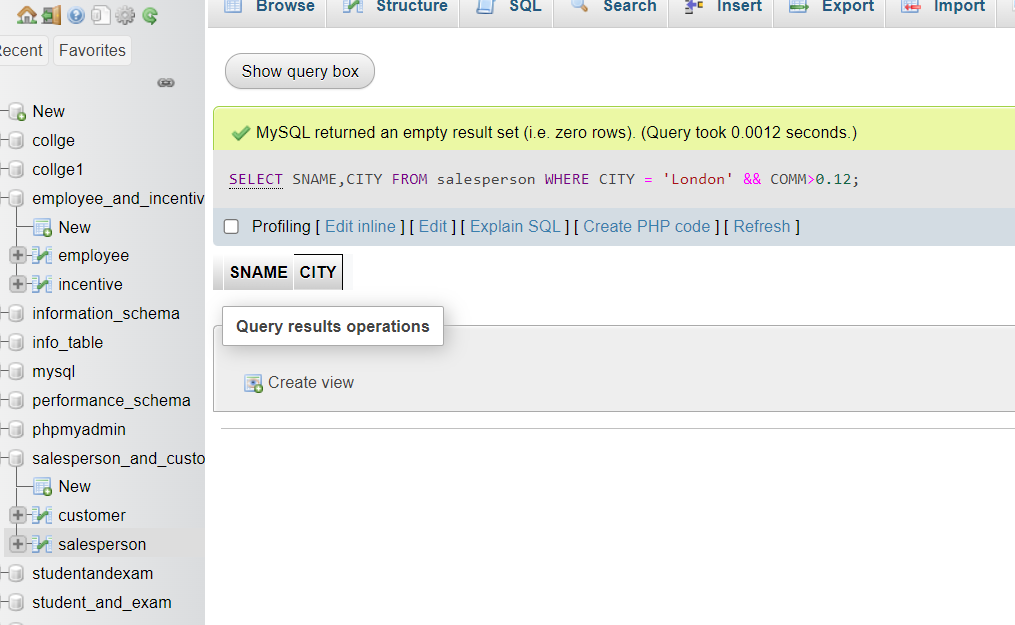 Browse Structure SQL Search Insert Export Import
Recent Favorites
Show query box
New
collge
collge1
employee_and_incentiv
New
employee
incentive
information_schema
info_table
mysql
performance_schema
phpmyadmin
salesperson_and_custo
New
customer
salesperson
studentandexam
student_and_exam
MySQL returned an empty result set (i.e. zero rows). (Query took 0.0012 seconds.)
SELECT SNAME,CITY FROM salesperson WHERE CITY = 'London' && COMM>0.12;
Profiling [ Edit inline ] [ Edit ] [ Explain SQL ] [ Create PHP code ] [ Refresh ]
SNAME CITY
Query results operations
Create view